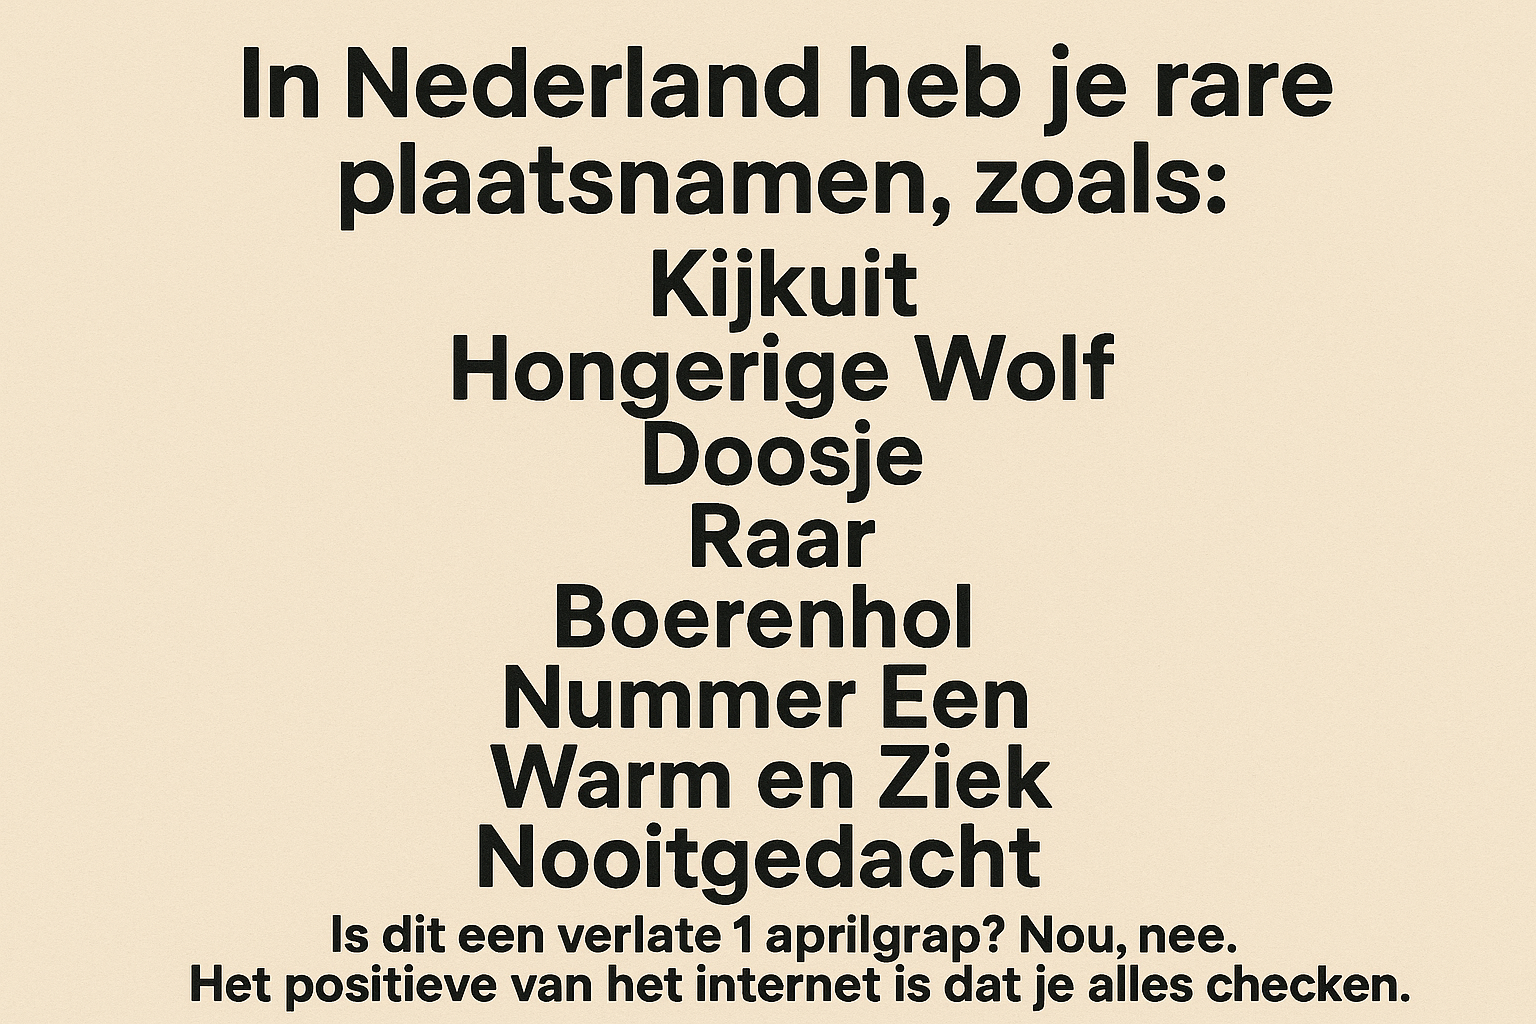 In Nederland heb je rare
plaatsnamen, zoals:
Kijkuit
Hongerige Wolf
Doosje
Raar
Boerenhol
Nummer Een
Warm en Ziek
Nooitgedacht
Is dit een verlate 1 aprilgrap? Nou, nee.
Het positieve van het internet is dat je alles checken.